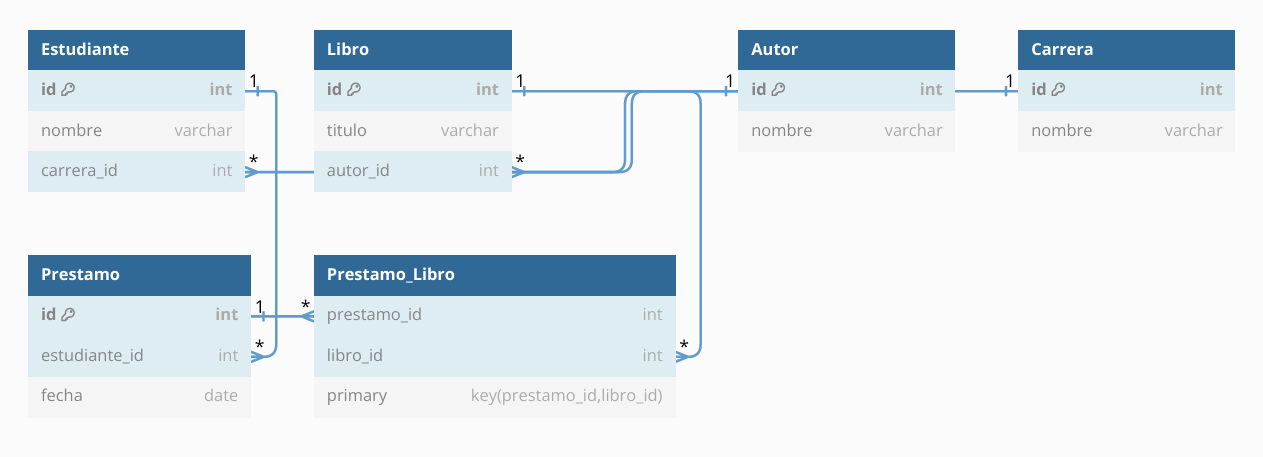 Estudiante
id int
nombre varchar
carrera_id int
1
*
Libro
id int
titulo varchar
autor_id int
1
*
Autor
1
id int
nombre varchar
Carrera
1
id int
nombre varchar
Prestamo
id int
estudiante_id int
fecha date
1
*
Prestamo_Libro
*
prestamo_id int
libro_id int
primary key(prestamo_id,libro_id)
*